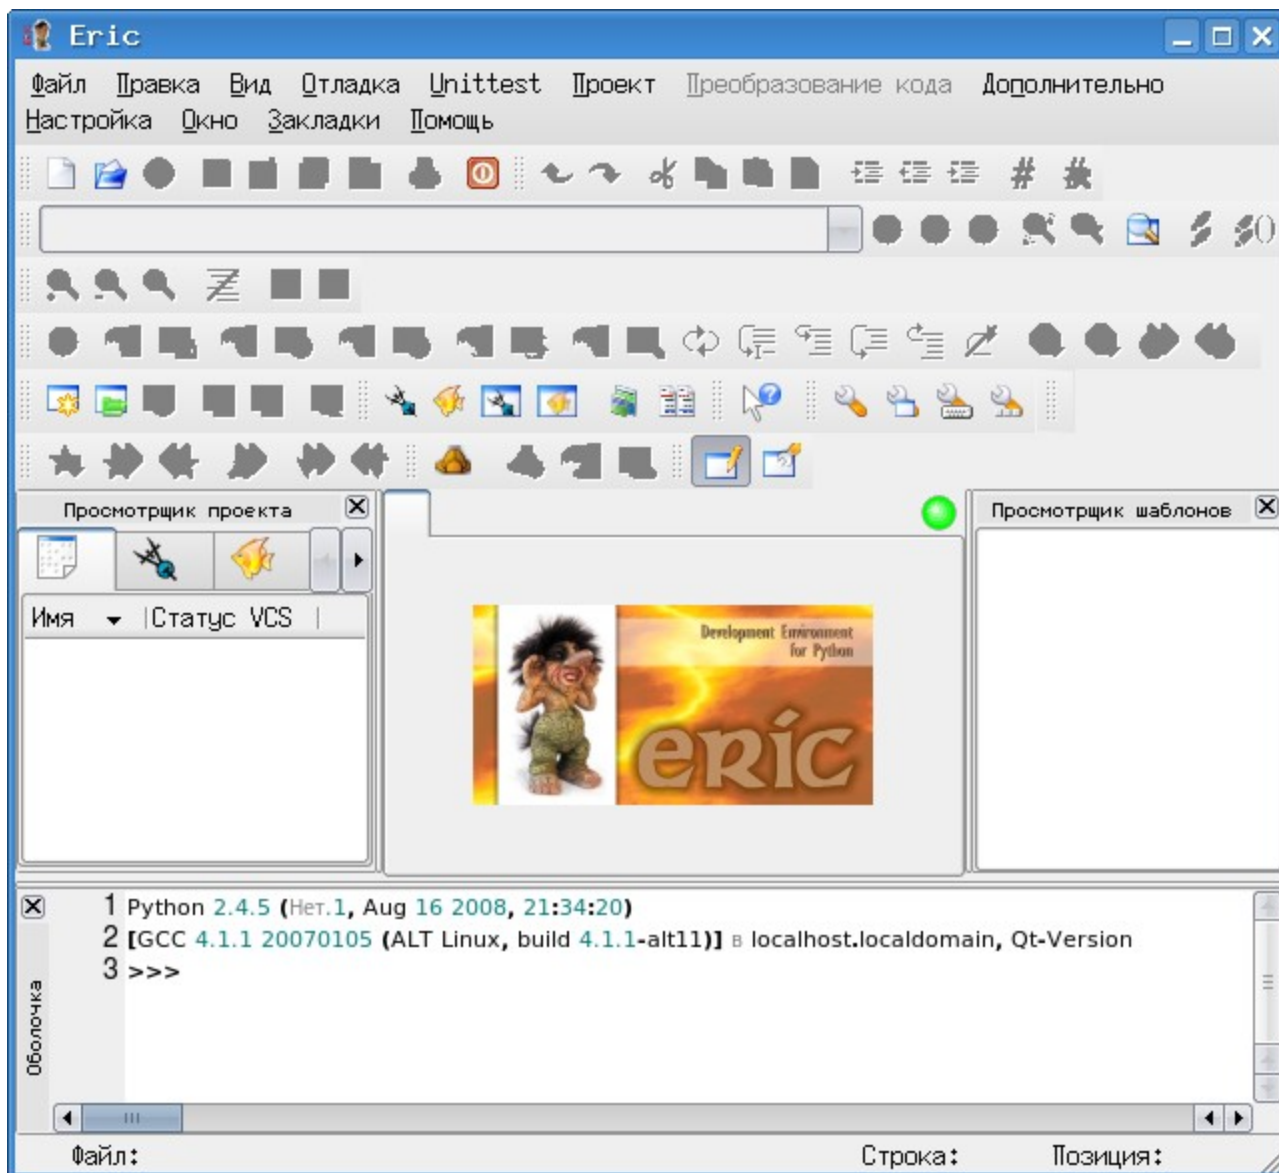 Eric
Файл Правка Вид Отладка Unittest Проект Преобразование кода Дополнительно
Настройка Окно Закладки Помощь
Просмотрщик проекта
Просмотрщик шаблонов
Имя Статус VCS
Development Environment
for Python
eric
1 Python 2.4.5 (Нет.1, Aug 16 2008, 21:34:20)
2 [GCC 4.1.1 20070105 (ALT Linux, build 4.1.1-alt11)] в localhost.localdomain, Qt-Version
3 >>>
Оболочка
Файл: Строка: Позиция: